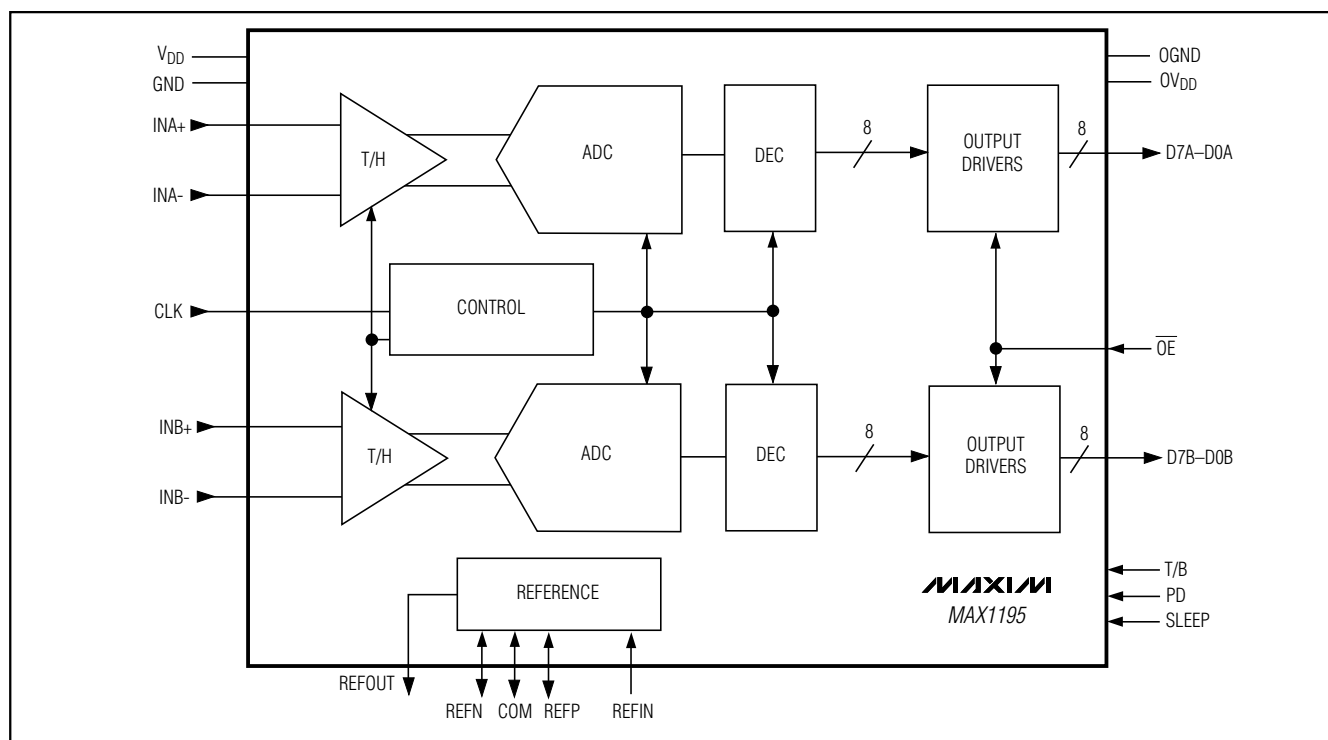 VDD
GND
INA+
INA-
CLK
INB+
INB-
T/H
ADC
DEC
8
OUTPUT
DRIVERS
8
OGND
OVDD
D7A–D0A
CONTROL
OE
T/H
ADC
DEC
8
OUTPUT
DRIVERS
8
D7B–D0B
REFERENCE
MAXIM
MAX1195
T/B
PD
SLEEP
REFOUT
REFN
COM
REFP
REFIN